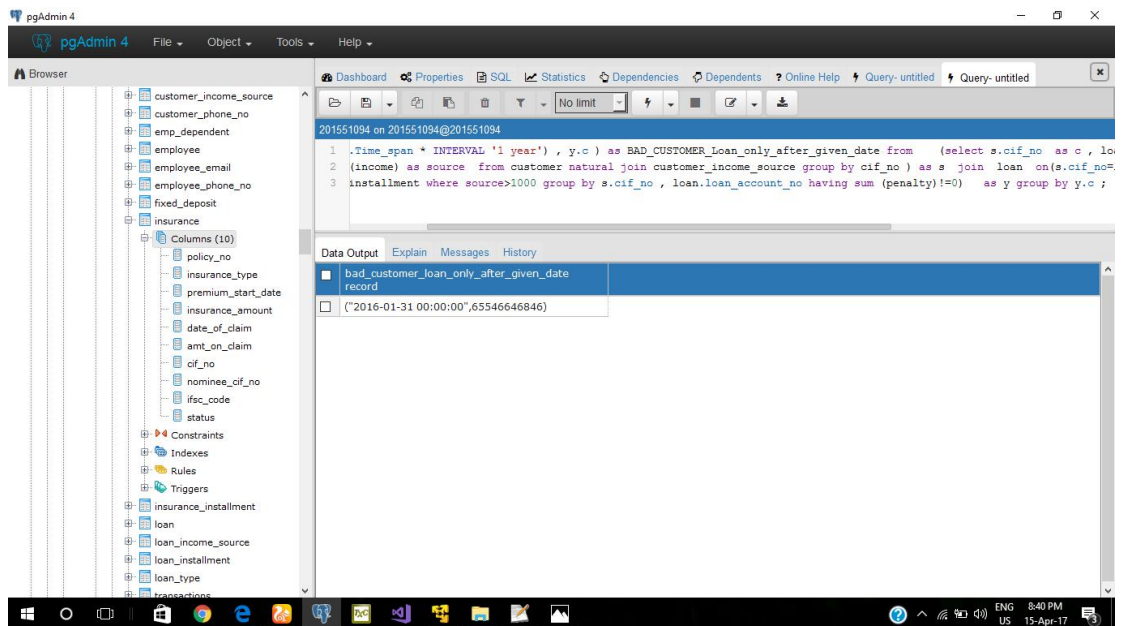 pgAdmin 4
pgAdmin 4 File Object Tools Help
Browser
customer_income_source
customer_phone_no
emp_dependent
employee
employee_email
employee_phone_no
fixed_deposit
insurance
Columns (10)
policy_no
insurance_type
premium_start_date
insurance_amount
date_of_claim
amt_on_claim
cif_no
nominee_cif_no
ifsc_code
status
Constraints
Indexes
Rules
Triggers
insurance_installment
loan
loan_income_source
loan_installment
loan_type
transactions
Dashboard Properties SQL Statistics Dependencies Dependents Online Help Query- untitled Query- untitled
No limit
201551094 on 201551094@201551094
1 .Time_span * INTERVAL '1 year') , y.c ) as BAD_CUSTOMER_Loan_only_after_given_date from (select s.cif_no as c , loa
2 (income) as source from customer natural join customer_income_source group by cif_no ) as s join loan on(s.cif_no=
3 installment where source>1000 group by s.cif_no , loan.loan_account_no having sum (penalty)!=0) as y group by y.c ;
Data Output Explain Messages History
bad_customer_loan_only_after_given_date
record
("2016-01-31 00:00:00",65546646846)
ENG 8:40 PM
US 15-Apr-17